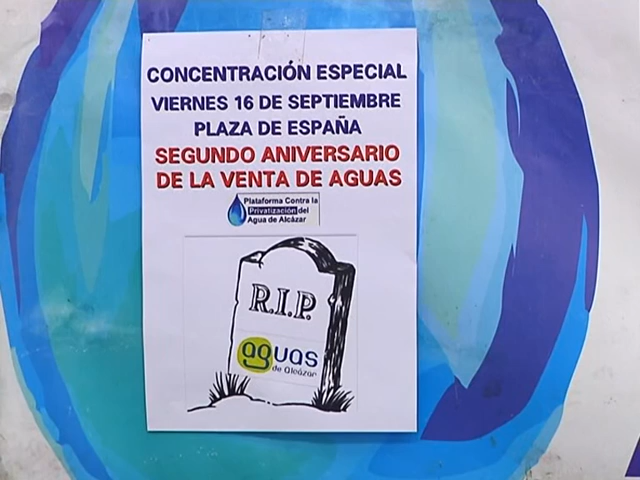 CONCENTRACIÓN ESPECIAL
VIERNES 16 DE SEPTIEMBRE
PLAZA DE ESPAÑA
SEGUNDO ANIVERSARIO
DE LA VENTA DE AGUAS
Plataforma Contra la
Privatización del
Agua de Alcázar
R.I.P.
aguas
de Alcázar